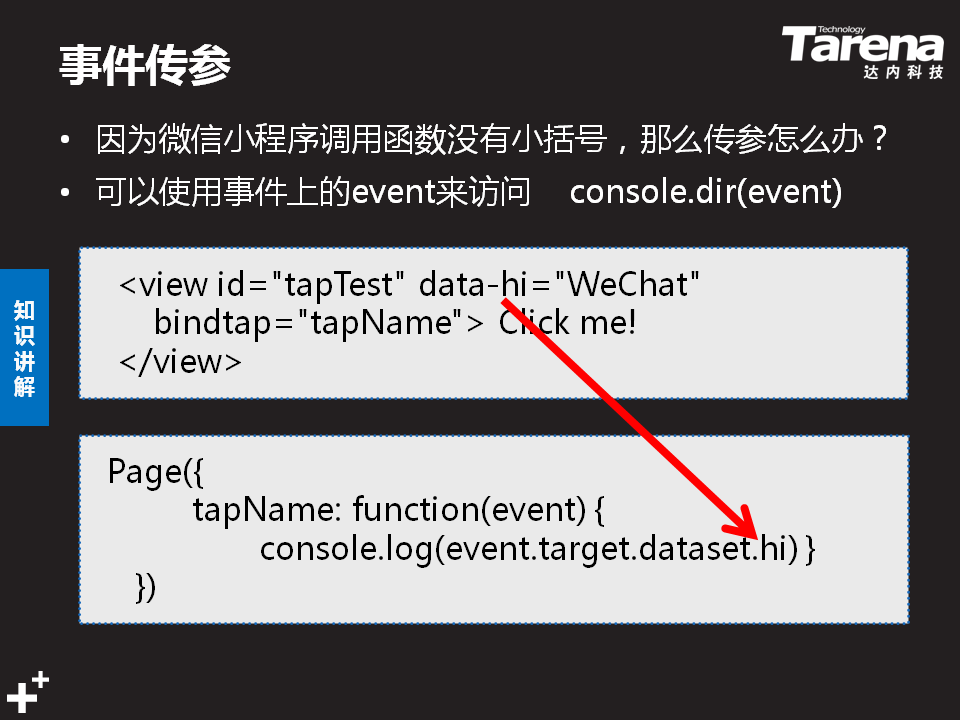 事件传参
Technology
Tarena
达内科技
• 因为微信小程序调用函数没有小括号，那么传参怎么办？
• 可以使用事件上的event来访问 console.dir(event)
知识讲解
<view id="tapTest" data-hi="WeChat"
bindtap="tapName"> Click me!
</view>
Page({
tapName: function(event) {
console.log(event.target.dataset.hi) }
})